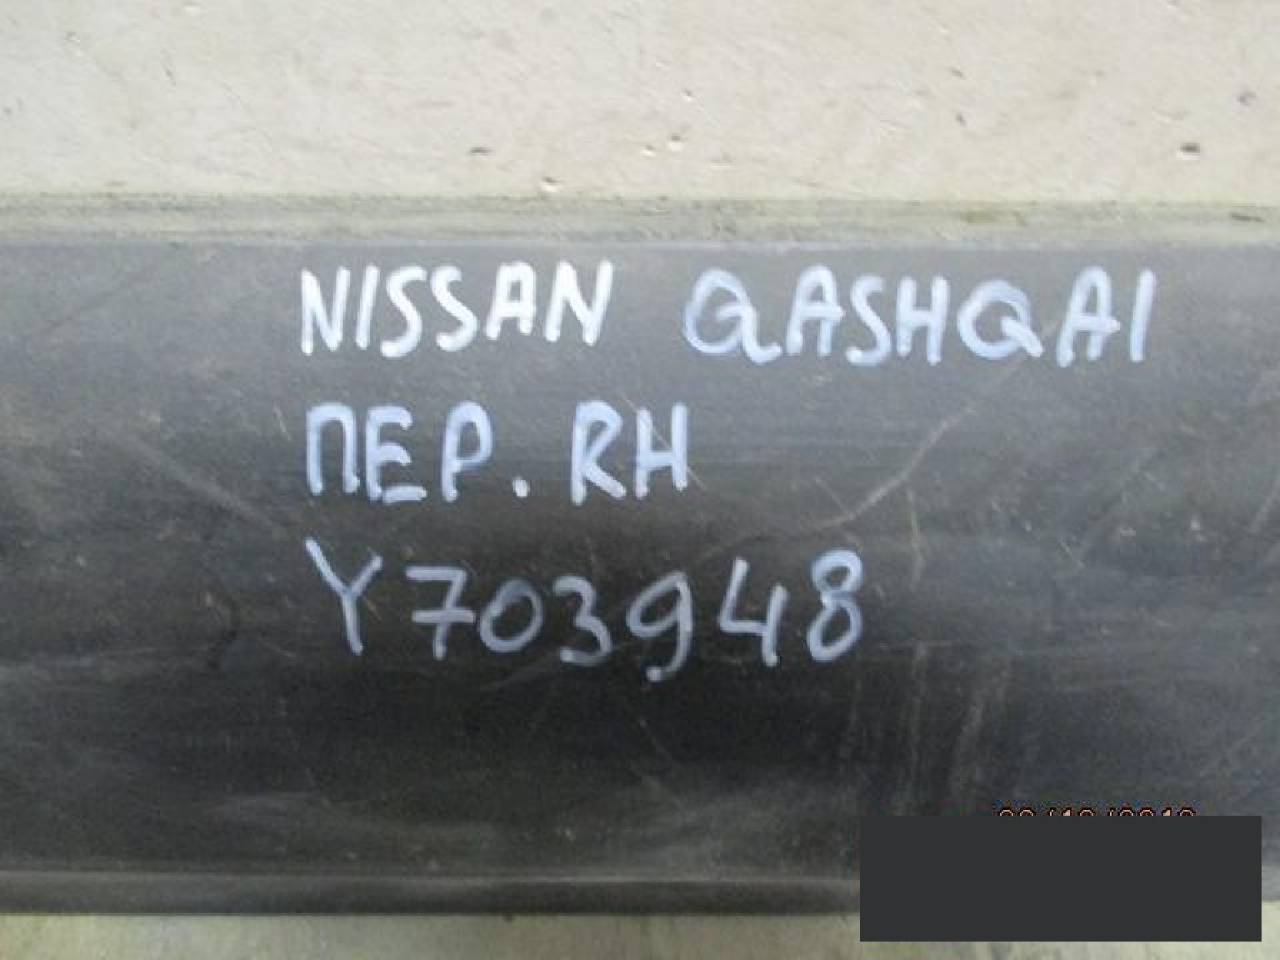 NISSAN QASHQAI
ПЕР. RH
Y703948